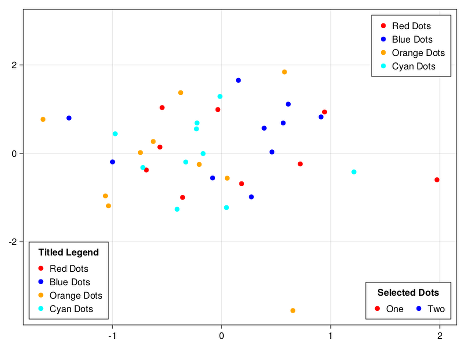 Red Dots
Blue Dots
Orange Dots
Cyan Dots
2
0
-2
Titled Legend
Red Dots
Blue Dots
Orange Dots
Cyan Dots
Selected Dots
One Two
-1 0 1 2